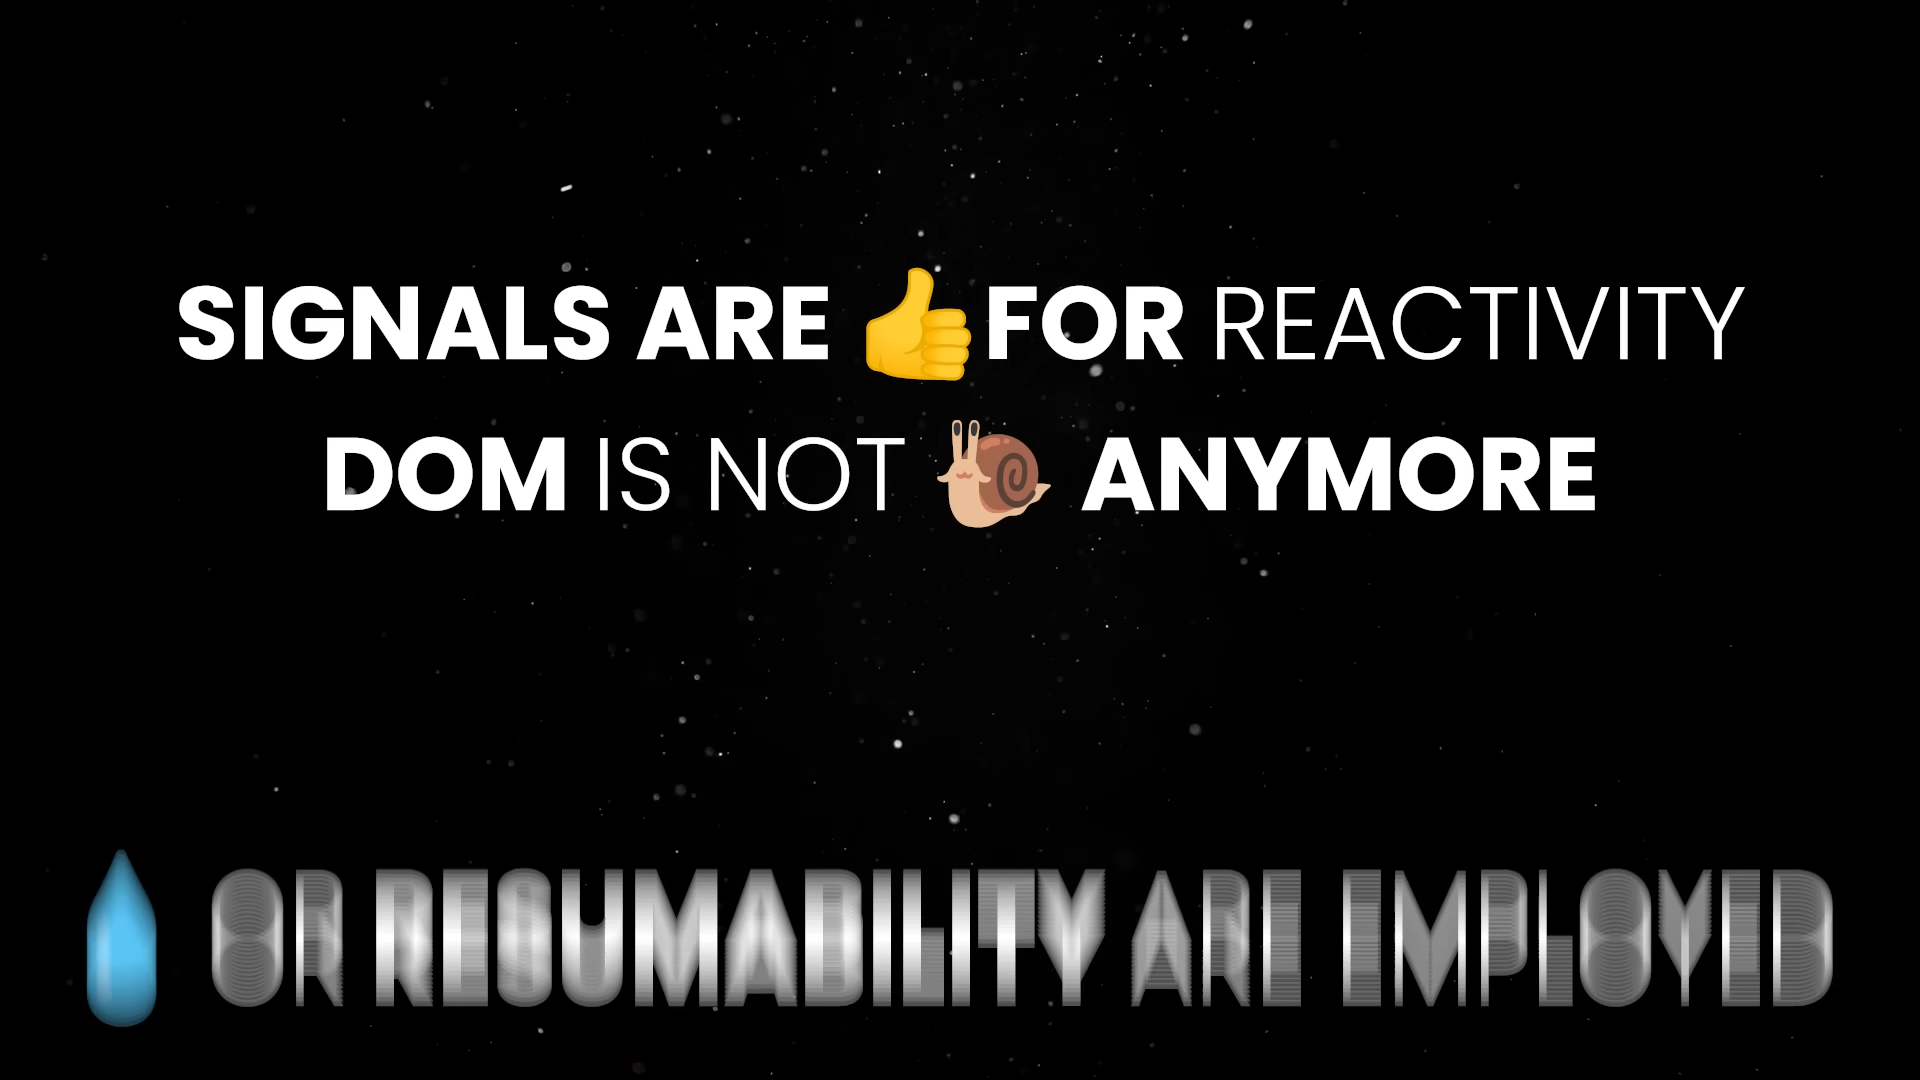 SIGNALS ARE 👍 FOR REACTIVITY
DOM IS NOT 🐌 ANYMORE
💧 OR RESUMABILITY ARE EMPLOYED